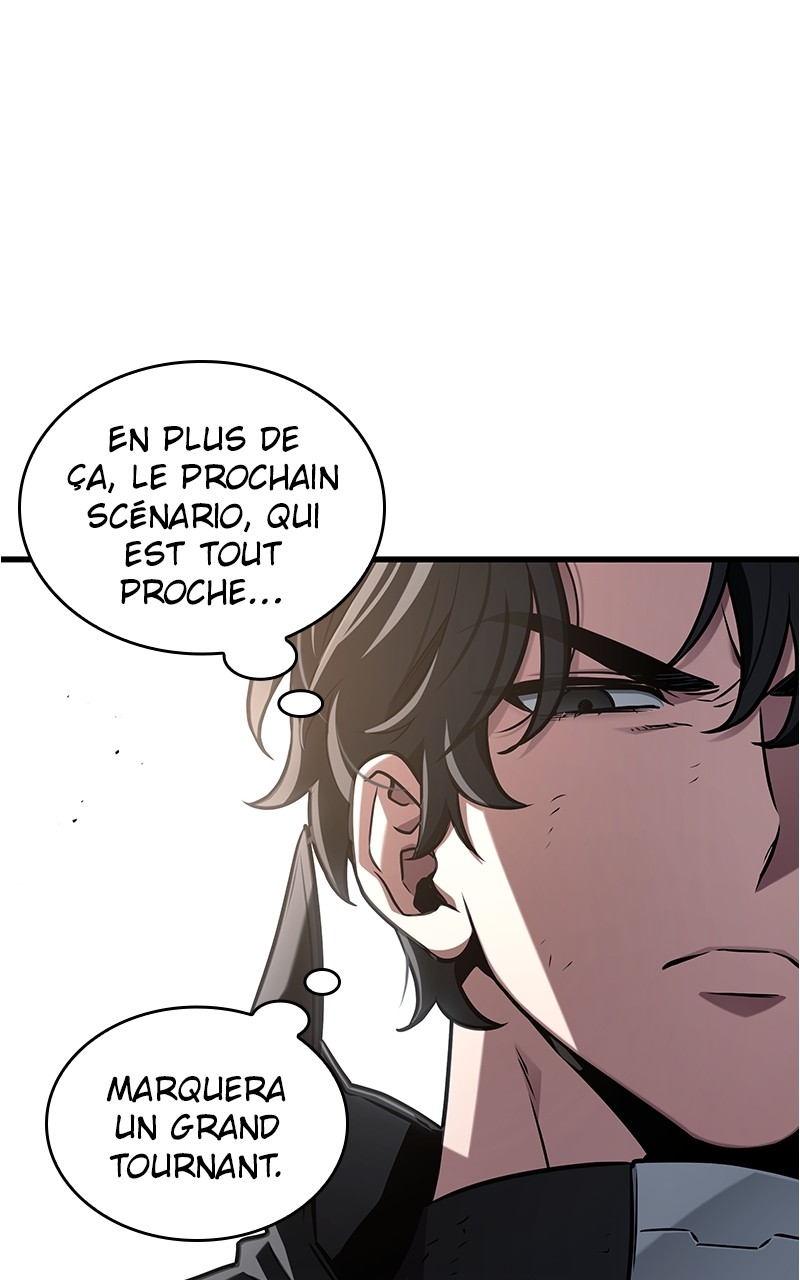 EN PLUS DE
ÇA, LE PROCHAIN
SCÉNARIO, QUI
EST TOUT
PROCHE...
MARQUERA
UN GRAND
TOURNANT.